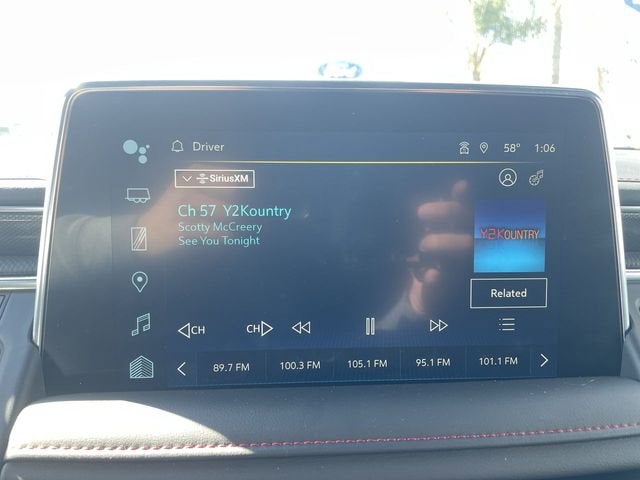 Driver
58° 1:06
SiriusXM
Ch 57 Y2Kountry
Scotty McCreery
See You Tonight
Y2KOUNTRY
Related
CH CH
89.7 FM 100.3 FM 105.1 FM 95.1 FM 101.1 FM